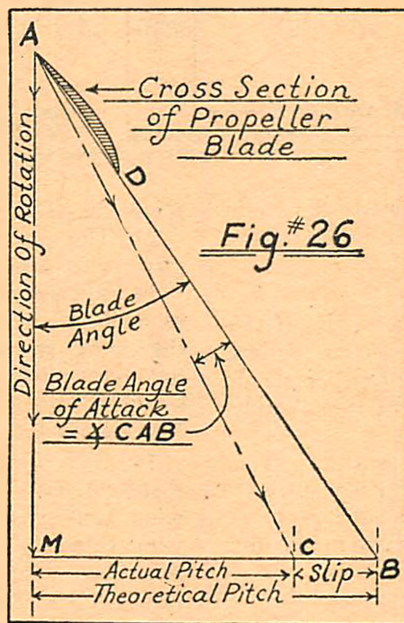 A
Cross Section
of Propeller
Blade
D
Direction Of Rotation
Fig. #26
Blade
Angle
Blade Angle
of Attack
= ∡ CAB
M
C
B
Actual Pitch
Slip
Theoretical Pitch